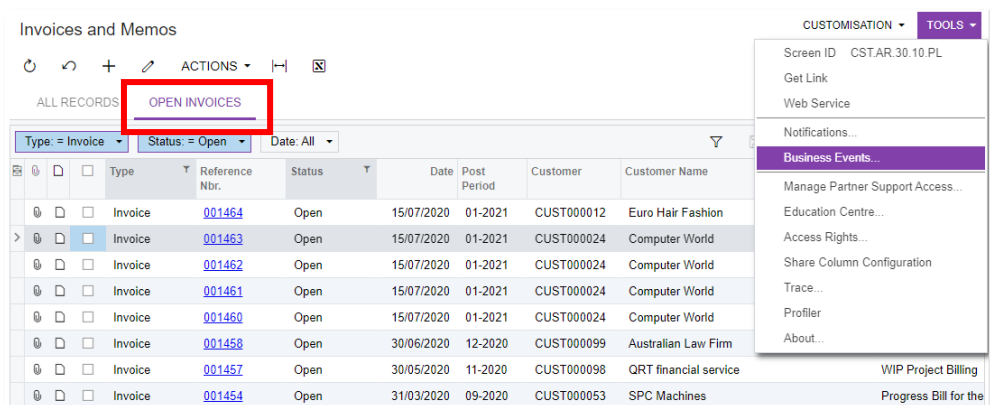 Invoices and Memos
CUSTOMISATION
TOOLS
ACTIONS
ALL RECORDS
OPEN INVOICES
Type: = Invoice
Status: = Open
Date: All
Screen ID CST.AR.30.10.PL
Get Link
Web Service
Notifications...
Business Events...
Manage Partner Support Access...
Education Centre...
Access Rights...
Share Column Configuration
Trace...
Profiler
About...
Type Reference Nbr. Status Date Post Period Customer Customer Name
Invoice 001464 Open 15/07/2020 01-2021 CUST000012 Euro Hair Fashion
Invoice 001463 Open 15/07/2020 01-2021 CUST000024 Computer World
Invoice 001462 Open 15/07/2020 01-2021 CUST000024 Computer World
Invoice 001461 Open 15/07/2020 01-2021 CUST000024 Computer World
Invoice 001460 Open 15/07/2020 01-2021 CUST000024 Computer World
Invoice 001458 Open 30/06/2020 12-2020 CUST000099 Australian Law Firm
Invoice 001457 Open 30/05/2020 11-2020 CUST000098 QRT financial service WIP Project Billing
Invoice 001454 Open 31/03/2020 09-2020 CUST000053 SPC Machines Progress Bill for the